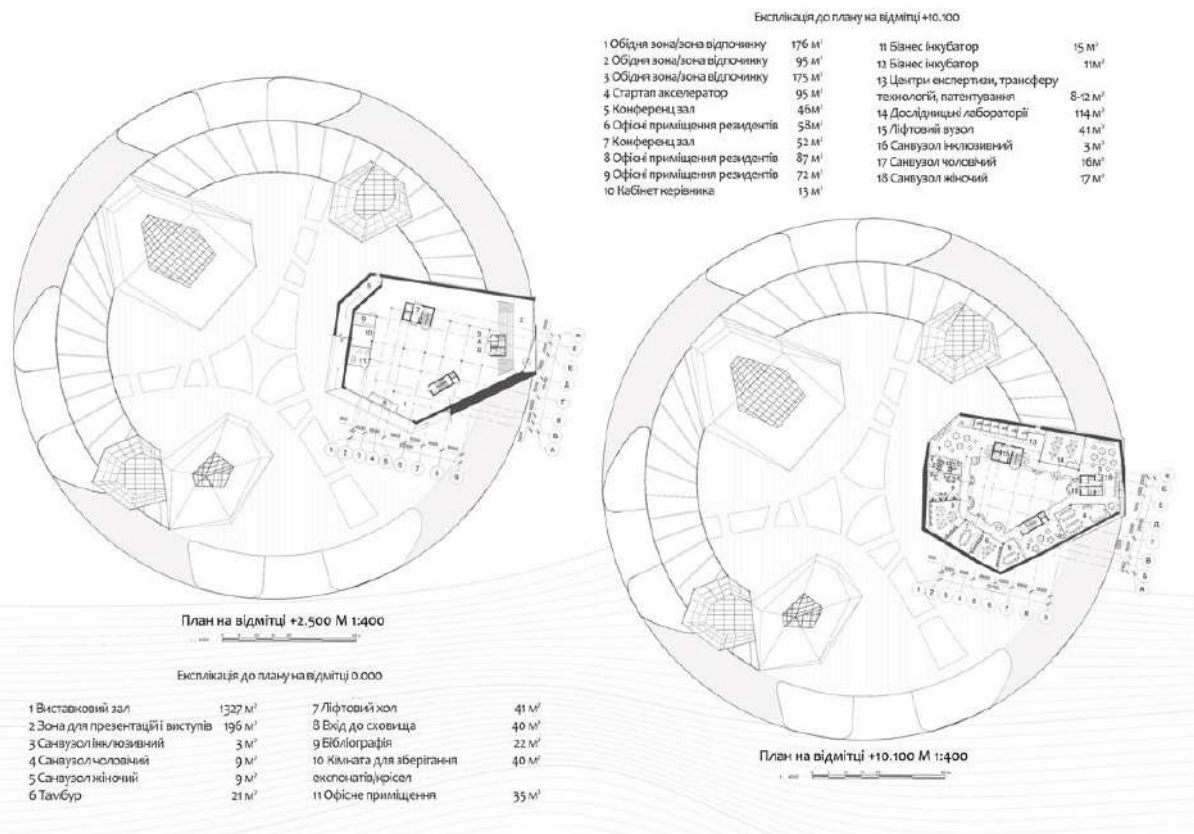 Експлікація до плану на відмітці +10.100
1 Обідня зона/зона відпочинку 176 м²
2 Обідня зона/зона відпочинку 95 м²
3 Обідня зона/зона відпочинку 175 м²
4 Стартап акселератор 95 м²
5 Конференц зал 46м²
6 Офісні приміщення резидентів 58м²
7 Конференц зал 52 м²
8 Офісні приміщення резидентів 87 м²
9 Офісні приміщення резидентів 72 м²
10 Кабінет керівника 13 м²
11 Бізнес інкубатор 15 м²
12 Бізнес інкубатор 11м²
13 Центри експертизи, трансферу
технологій, патентування 8-12 м²
14 Дослідницькі лабораторії 114 м²
15 Ліфтовий вузол 41 м²
16 Санвузол інклюзивний 3 м²
17 Санвузол чоловічий 16м²
18 Санвузол жіночий 17 м²
План на відмітці +2.500 М 1:400
Експлікація до плану на відмітці 0.000
1 Виставковий зал 1327 м²
2 Зона для презентацій і виступів 196 м²
3 Санвузол інклюзивний 3 м²
4 Санвузол чоловічий 9 м²
5 Санвузол жіночий 9 м²
6 Тамбур 21 м²
7 Ліфтовий хол 41 м²
8 Вхід до сховища 40 м²
9 Бібліографія 22 м²
10 Кімната для зберігання 40 м²
експонатів/крісел
11 Офісне приміщення 35 м²
План на відмітці +10.100 М 1:400